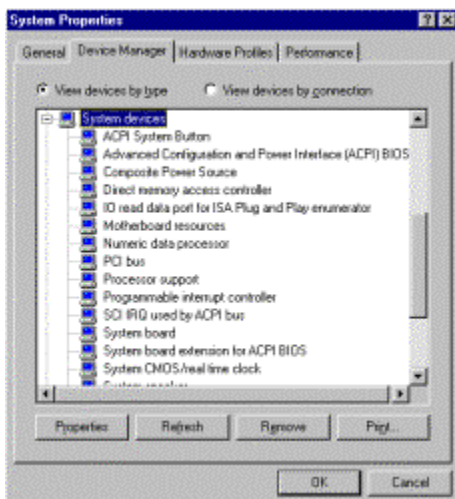 System Properties
General Device Manager Hardware Profiles Performance
View devices by type View devices by connection
System devices
ACPI System Button
Advanced Configuration and Power Interface (ACPI) BIOS
Composite Power Source
Direct memory access controller
IO read data port for ISA Plug and Play enumerator
Motherboard resources
Numeric data processor
PCI bus
Processor support
Programmable interrupt controller
SCI IRQ used by ACPI bus
System board
System board extension for ACPI BIOS
System CMOS/real time clock
System speaker
Properties Refresh Remove Print...
OK Cancel